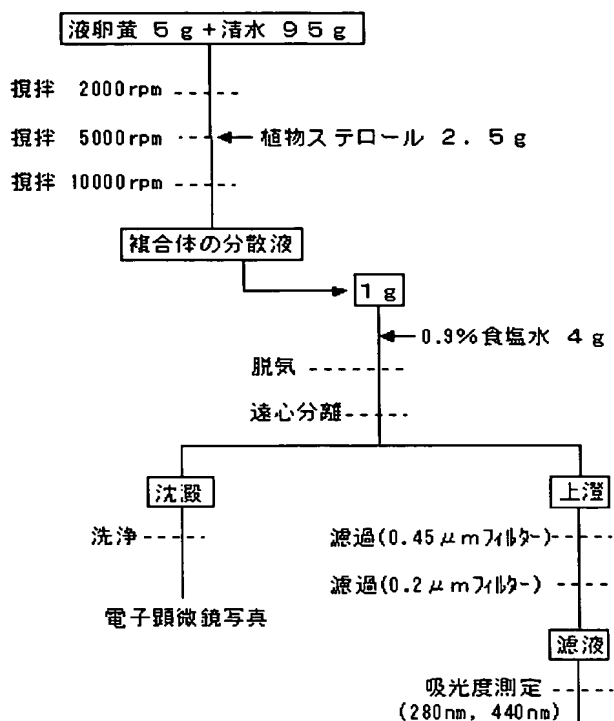 液卵黄 5g+清水 95g
攪拌 2000rpm
攪拌 5000rpm
植物ステロール 2.5g
攪拌 10000rpm
複合体の分散液
1g
0.9%食塩水 4g
脱気
遠心分離
沈澱
上澄
洗浄
濾過(0.45μmフィルター)
濾過(0.2μmフィルター)
電子顕微鏡写真
濾液
吸光度測定
(280nm, 440nm)